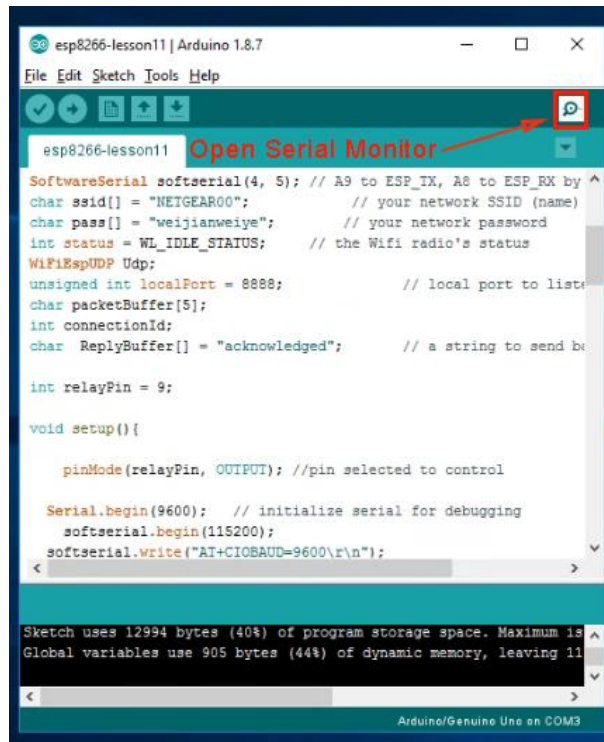 esp8266-lesson11 | Arduino 1.8.7
File Edit Sketch Tools Help
esp8266-lesson11
Open Serial Monitor
SoftwareSerial softserial(4, 5); // A9 to ESP_TX, A8 to ESP_RX by
char ssid[] = "NETGEAR00"; // your network SSID (name)
char pass[] = "weijianweiye"; // your network password
int status = WL_IDLE_STATUS; // the Wifi radio's status
WiFiEspUDP Udp;
unsigned int localPort = 8888; // local port to liste
char packetBuffer[5];
int connectionId;
char ReplyBuffer[] = "acknowledged"; // a string to send ba
int relayPin = 9;
void setup(){
pinMode(relayPin, OUTPUT); //pin selected to control
Serial.begin(9600); // initialize serial for debugging
softserial.begin(115200);
softserial.write("AT+CIOBAUD=9600\r\n");
Sketch uses 12994 bytes (40%) of program storage space. Maximum is
Global variables use 905 bytes (44%) of dynamic memory, leaving 11
Arduino/Genuino Uno on COM3